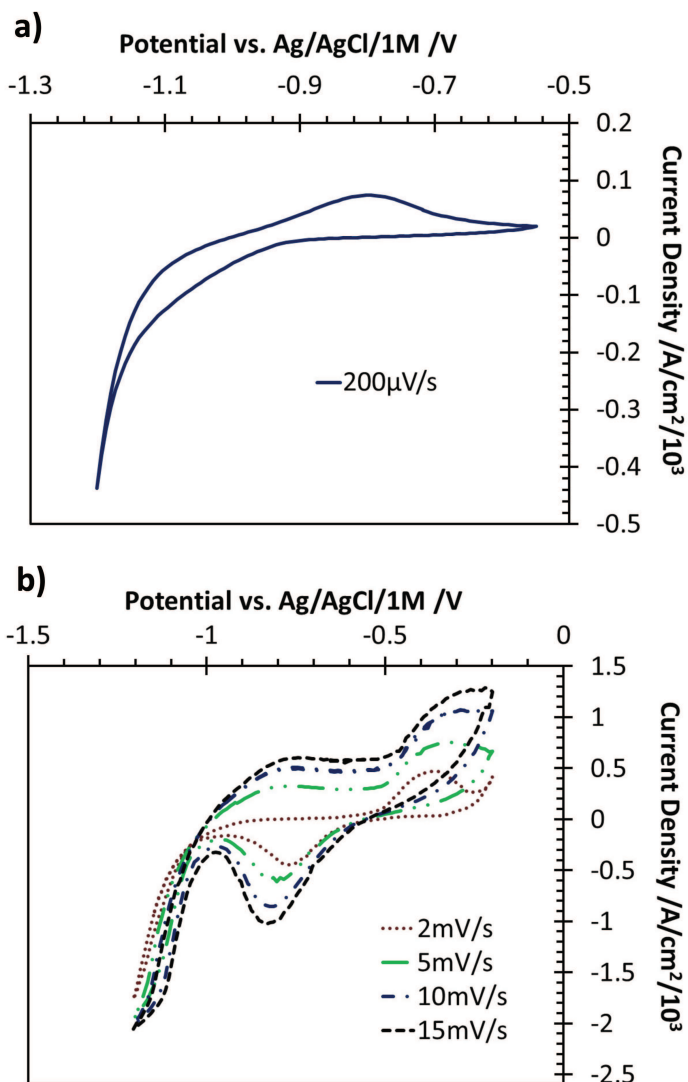 a)
Potential vs. Ag/AgCl/1M /V
-1.3 -1.1 -0.9 -0.7 -0.5
0.2
0.1
0
-0.1
-0.2
-0.3
-0.4
-0.5
Current Density /A/cm²/10³
200µV/s
b)
Potential vs. Ag/AgCl/1M /V
-1.5 -1 -0.5 0
1.5
1
0.5
0
-0.5
-1
-1.5
-2
-2.5
Current Density /A/cm²/10³
2mV/s
5mV/s
10mV/s
15mV/s